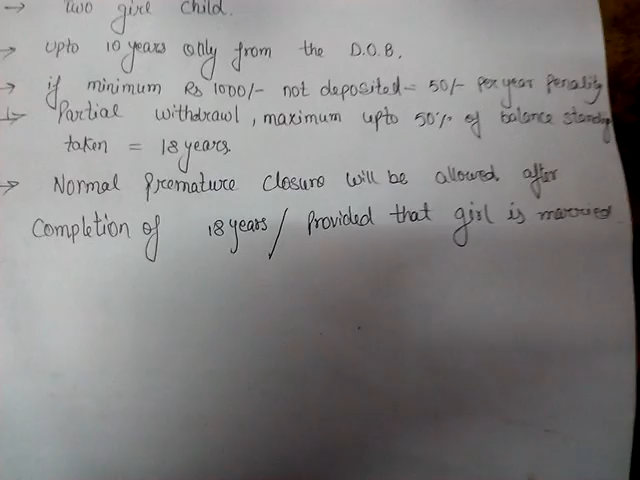 → Two girl child.
→ Upto 10 years only from the D.O.B.
→ if minimum Rs 1000/- not deposited = 50/- per year penality
→ Partial withdrawl, maximum upto 50% of balance standing
taken = 18 years.
→ Normal Premature Closure will be allowed after
Completion of 18 years / Provided that girl is married.